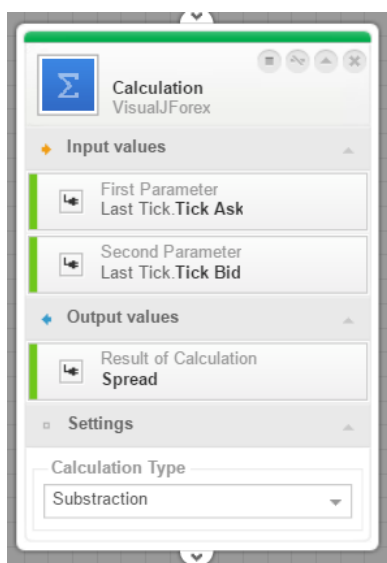 Σ
Calculation
VisualJForex
Input values
First Parameter
Last Tick.Tick Ask
Second Parameter
Last Tick.Tick Bid
Output values
Result of Calculation
Spread
Settings
Calculation Type
Substraction